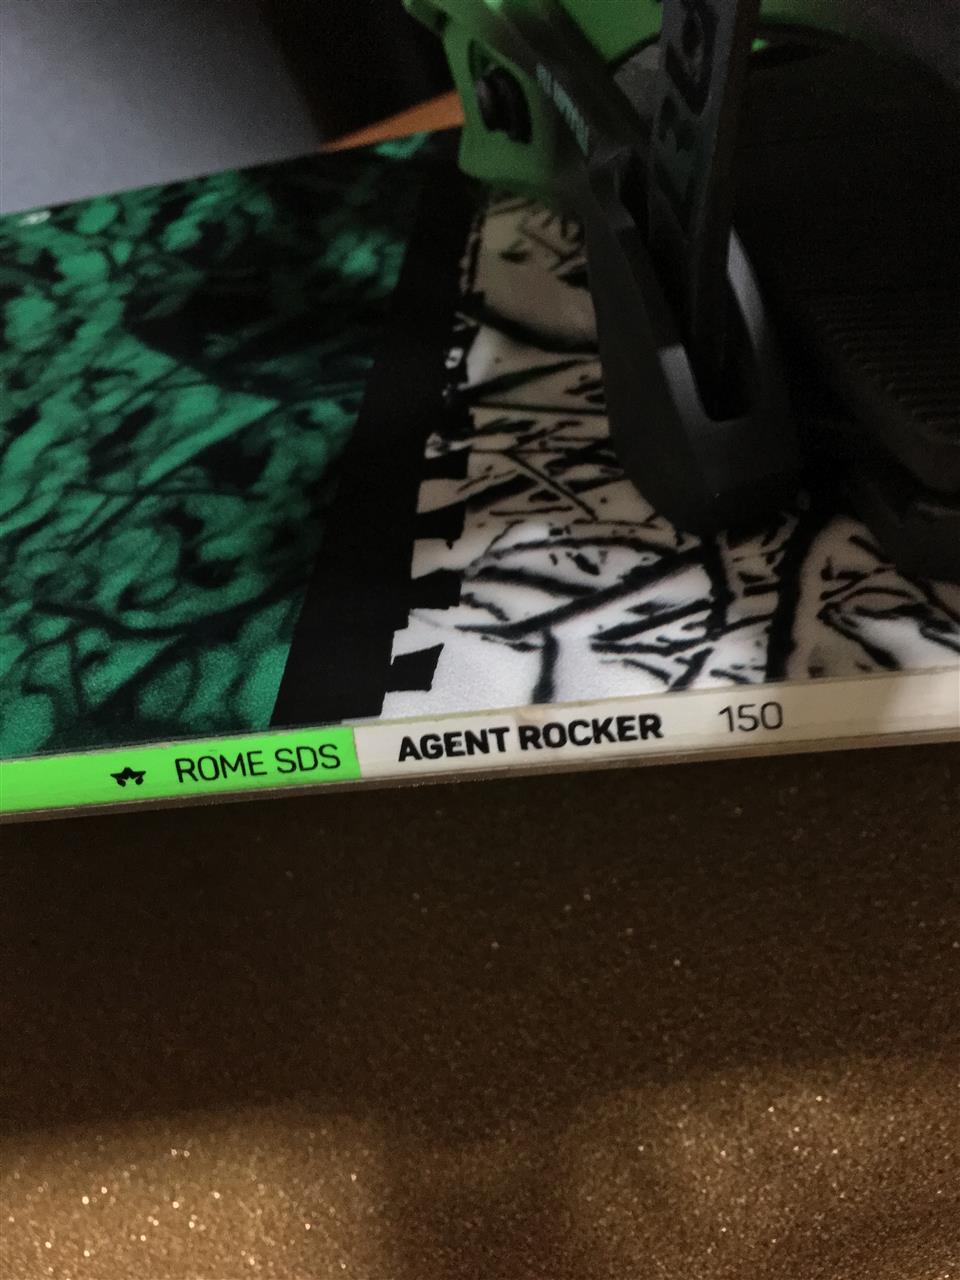 ROME SDS AGENT ROCKER 150